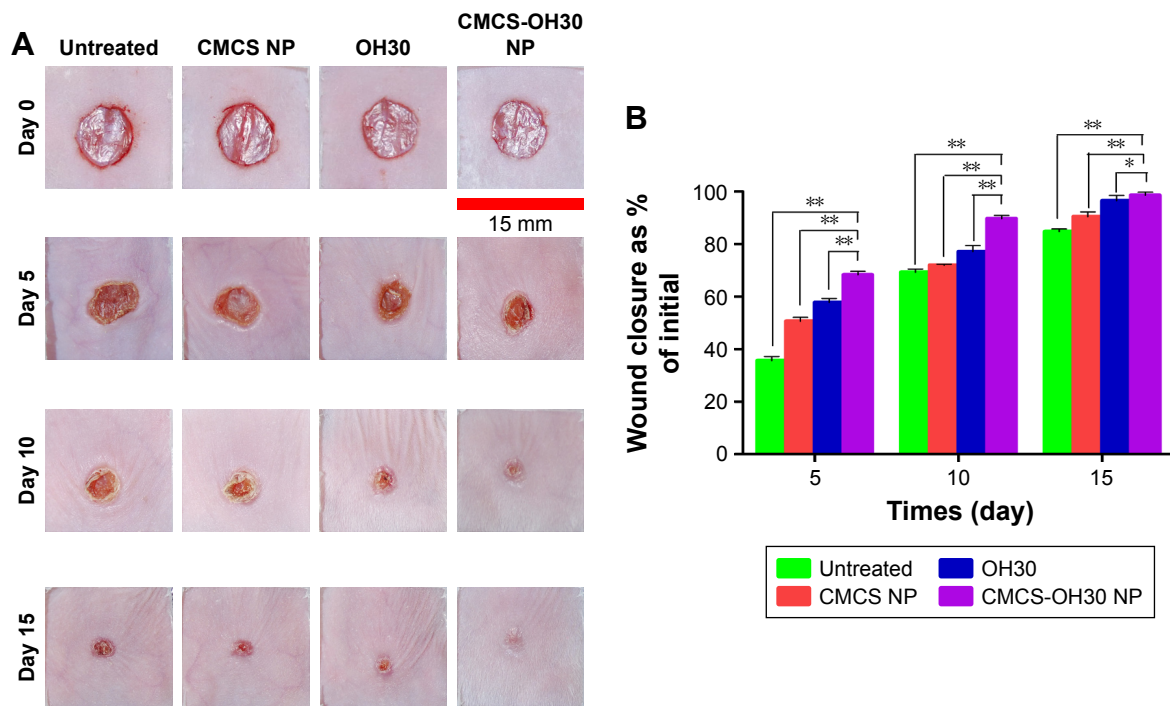 A
Untreated
CMCS NP
OH30
CMCS-OH30
NP
Day 0
15 mm
Day 5
Day 10
Day 15
B
Wound closure as %
of initial
100
80
60
40
20
0
**
**
**
**
**
**
**
**
*
5
10
15
Times (day)
Untreated
OH30
CMCS NP
CMCS-OH30 NP